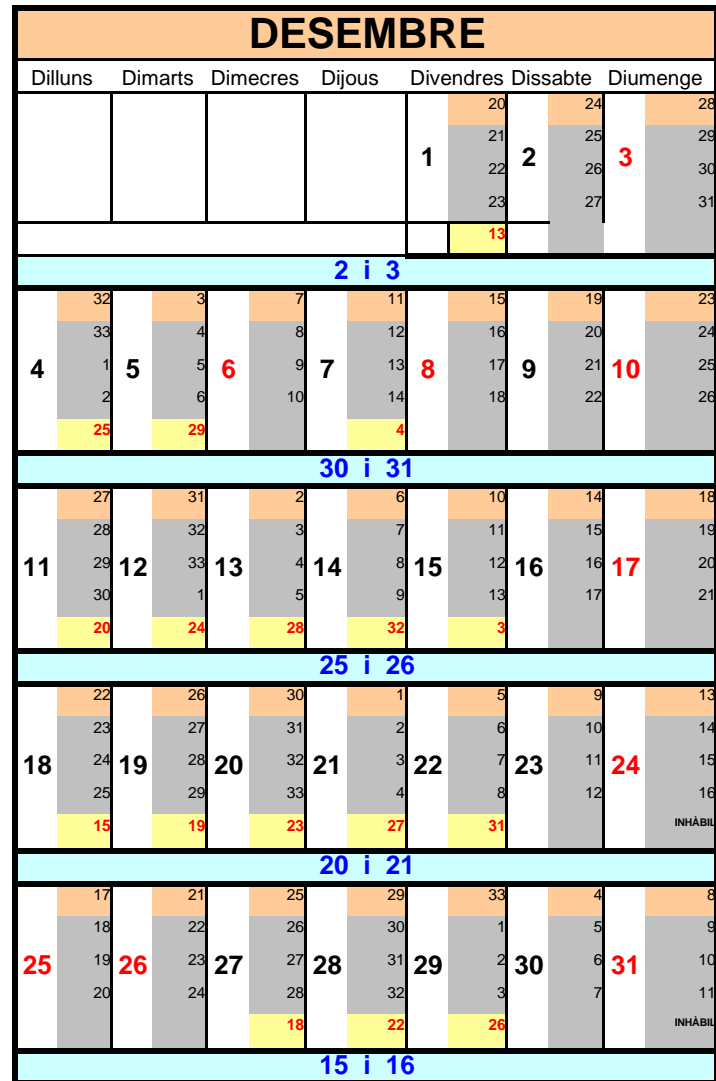 DESEMBRE
Dilluns Dimarts Dimecres Dijous Divendres Dissabte Diumenge
20 24 28
21 25 29
1 2 3
22 26 30
23 27 31
13
2 i 3
32 3 7 11 15 19 23
33 4 8 12 16 20 24
4 1 5 5 6 9 7 13 8 17 9 21 10 25
2 6 10 14 18 22 26
25 29 4
30 i 31
27 31 2 6 10 14 18
28 32 3 7 11 15 19
11 29 12 33 13 4 14 8 15 12 16 16 17 20
30 1 5 9 13 17 21
20 24 28 32 3
25 i 26
22 26 30 1 5 9 13
23 27 31 2 6 10 14
18 24 19 28 20 32 21 3 22 7 23 11 24 15
25 29 33 4 8 12 16
15 19 23 27 31 INHÀBIL
20 i 21
17 21 25 29 33 4 8
18 22 26 30 1 5 9
25 19 26 23 27 27 28 31 29 2 30 6 31 10
20 24 28 32 3 7 11
18 22 26 INHÀBIL
15 i 16